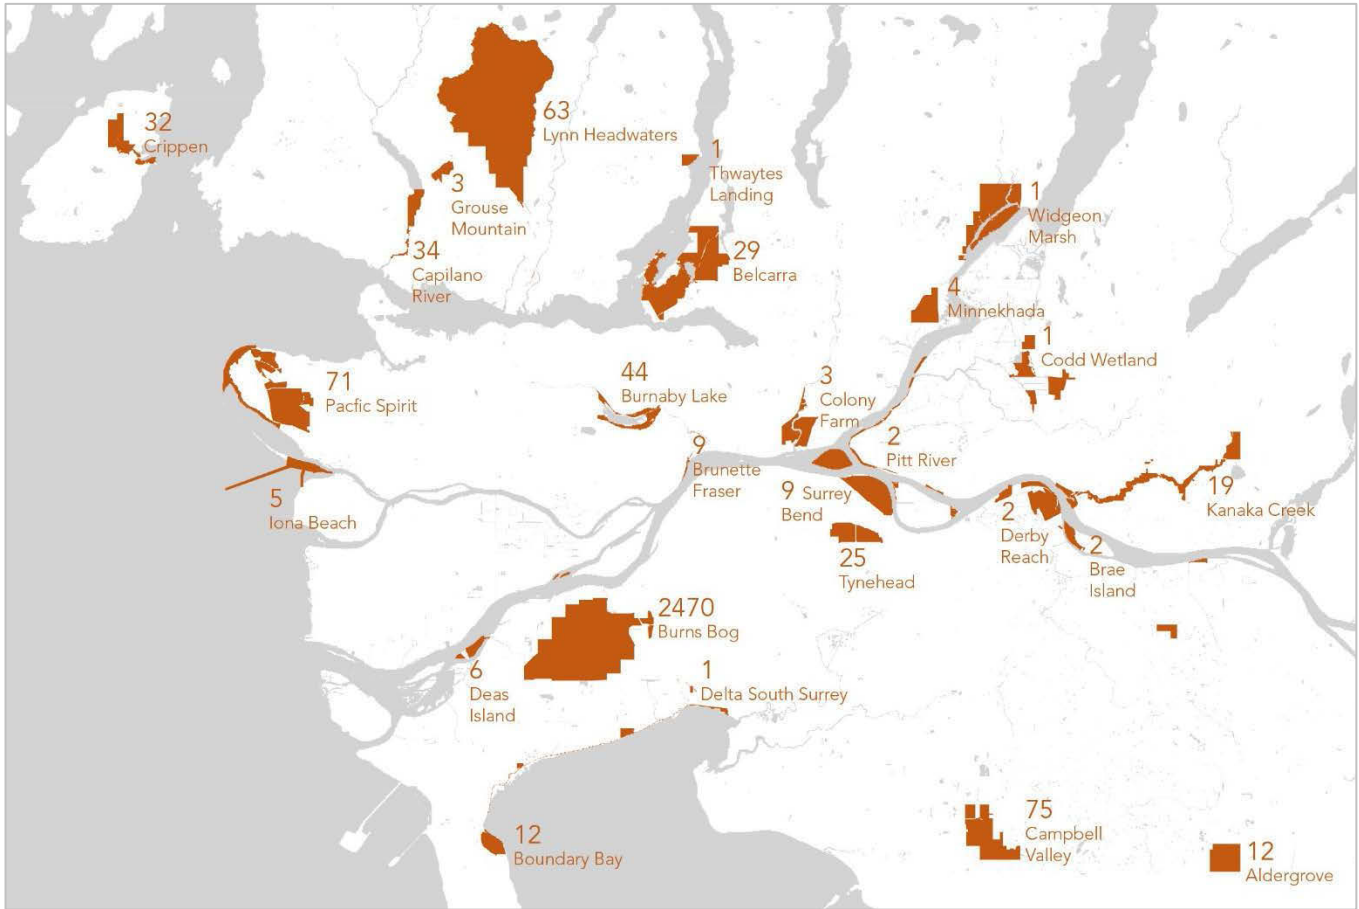 32
Crippen
63
Lynn Headwaters
3
Grouse
Mountain
34
Capilano
River
1
Thwaytes
Landing
29
Belcarra
1
Widgeon
Marsh
4
Minnekhada
1
Codd Wetland
71
Pacfic Spirit
44
Burnaby Lake
3
Colony
Farm
2
Pitt River
9
Brunette
Fraser
9 Surrey
Bend
5
Iona Beach
25
Tynehead
2
Derby
Reach
2
Brae
Island
19
Kanaka Creek
2470
Burns Bog
6
Deas
Island
1
Delta South Surrey
12
Boundary Bay
75
Campbell
Valley
12
Aldergrove